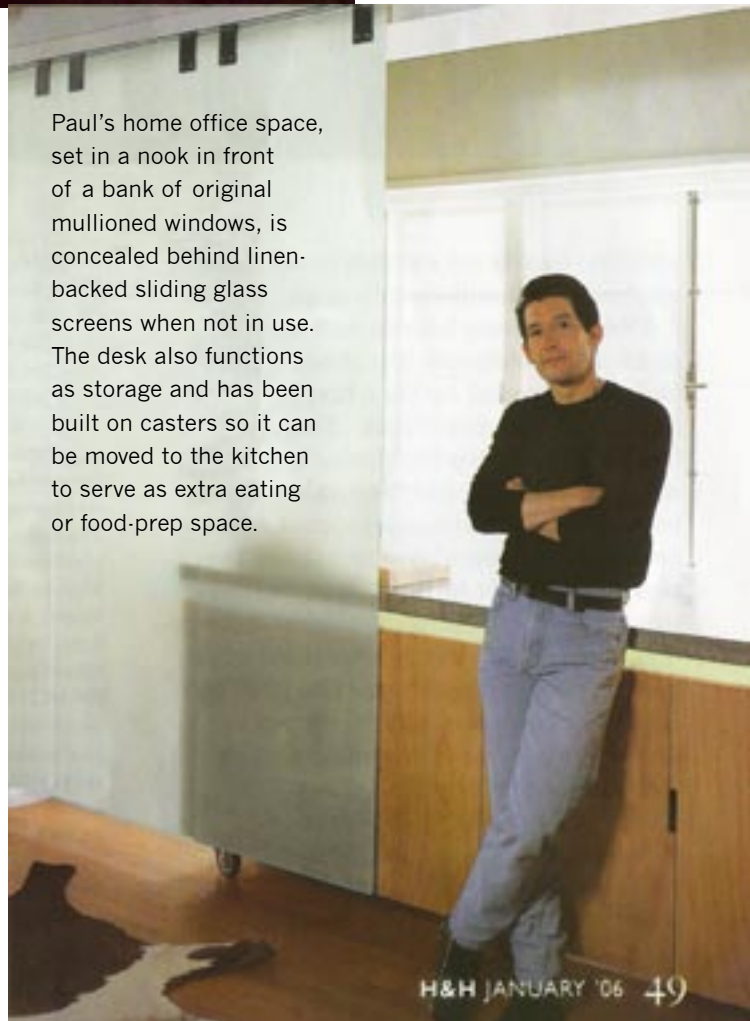 Paul’s home office space,
set in a nook in front
of a bank of original
mullioned windows, is
concealed behind linen-
backed sliding glass
screens when not in use.
The desk also functions
as storage and has been
built on casters so it can
be moved to the kitchen
to serve as extra eating
or food-prep space.
H&H JANUARY '06 49